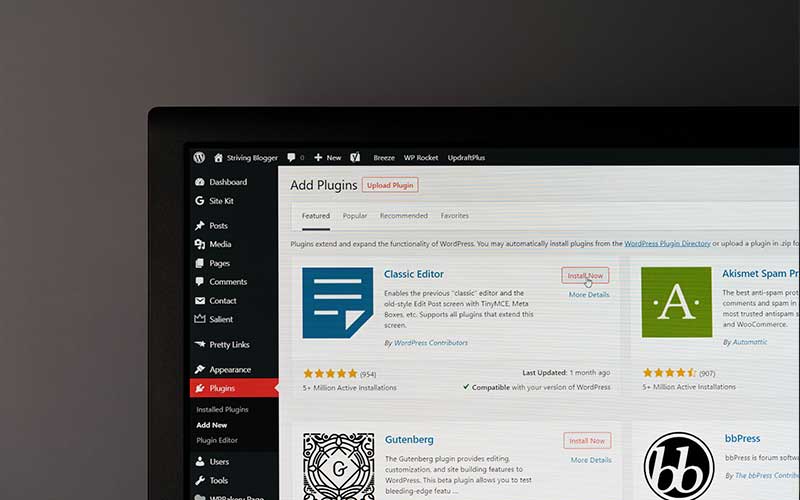 Striving Blogger 0 New Breeze WP Rocket UpdraftPlus
Dashboard
Site Kit
Posts
Media
Pages
Comments
Contact
Salient
Pretty Links
Appearance
Plugins
Installed Plugins
Add New
Plugin Editor
Users
Tools
WPBakery Page
Add Plugins Upload Plugin
Featured Popular Recommended Favorites
Plugins extend and expand the functionality of WordPress. You may automatically install plugins from the WordPress Plugin Directory or upload a plugin in .zip fo
Classic Editor
Install Now
More Details
Enables the previous "classic" editor and the
old-style Edit Post screen with TinyMCE, Meta
Boxes, etc. Supports all plugins that extend this
screen.
By WordPress Contributors
(954)
5+ Million Active Installations
Last Updated: 1 month ago
Compatible with your version of WordPress
A
Akismet Spam Pr
The best anti-spam prot
comments and spam in
most trusted antispam s
and WooCommerce.
By Automattic
(907)
5+ Million Active Installations
G
Gutenberg
Install Now
More Details
The Gutenberg plugin provides editing,
customization, and site building features to
WordPress. This beta plugin allows you to test
bleeding-edge featu ...
bb
bbPress
bbPress is forum softwa
By The bbPress Contribu